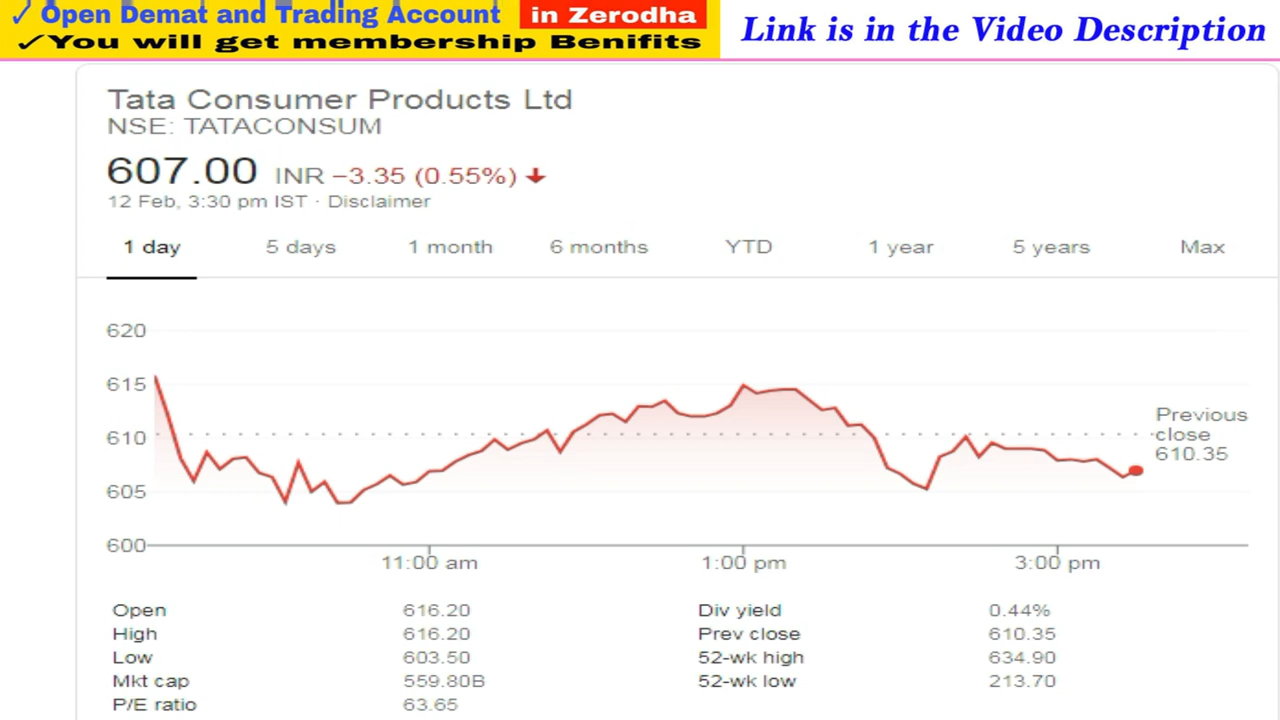 ✓ Open Demat and Trading Account in Zerodha
✓You will get membership Benifits
Link is in the Video Description
Tata Consumer Products Ltd
NSE: TATACONSUM
607.00 INR −3.35 (0.55%) ↓
12 Feb, 3:30 pm IST · Disclaimer
1 day 5 days 1 month 6 months YTD 1 year 5 years Max
620
615
610
605
600
Previous
close
610.35
11:00 am 1:00 pm 3:00 pm
Open 616.20 Div yield 0.44%
High 616.20 Prev close 610.35
Low 603.50 52-wk high 634.90
Mkt cap 559.80B 52-wk low 213.70
P/E ratio 63.65